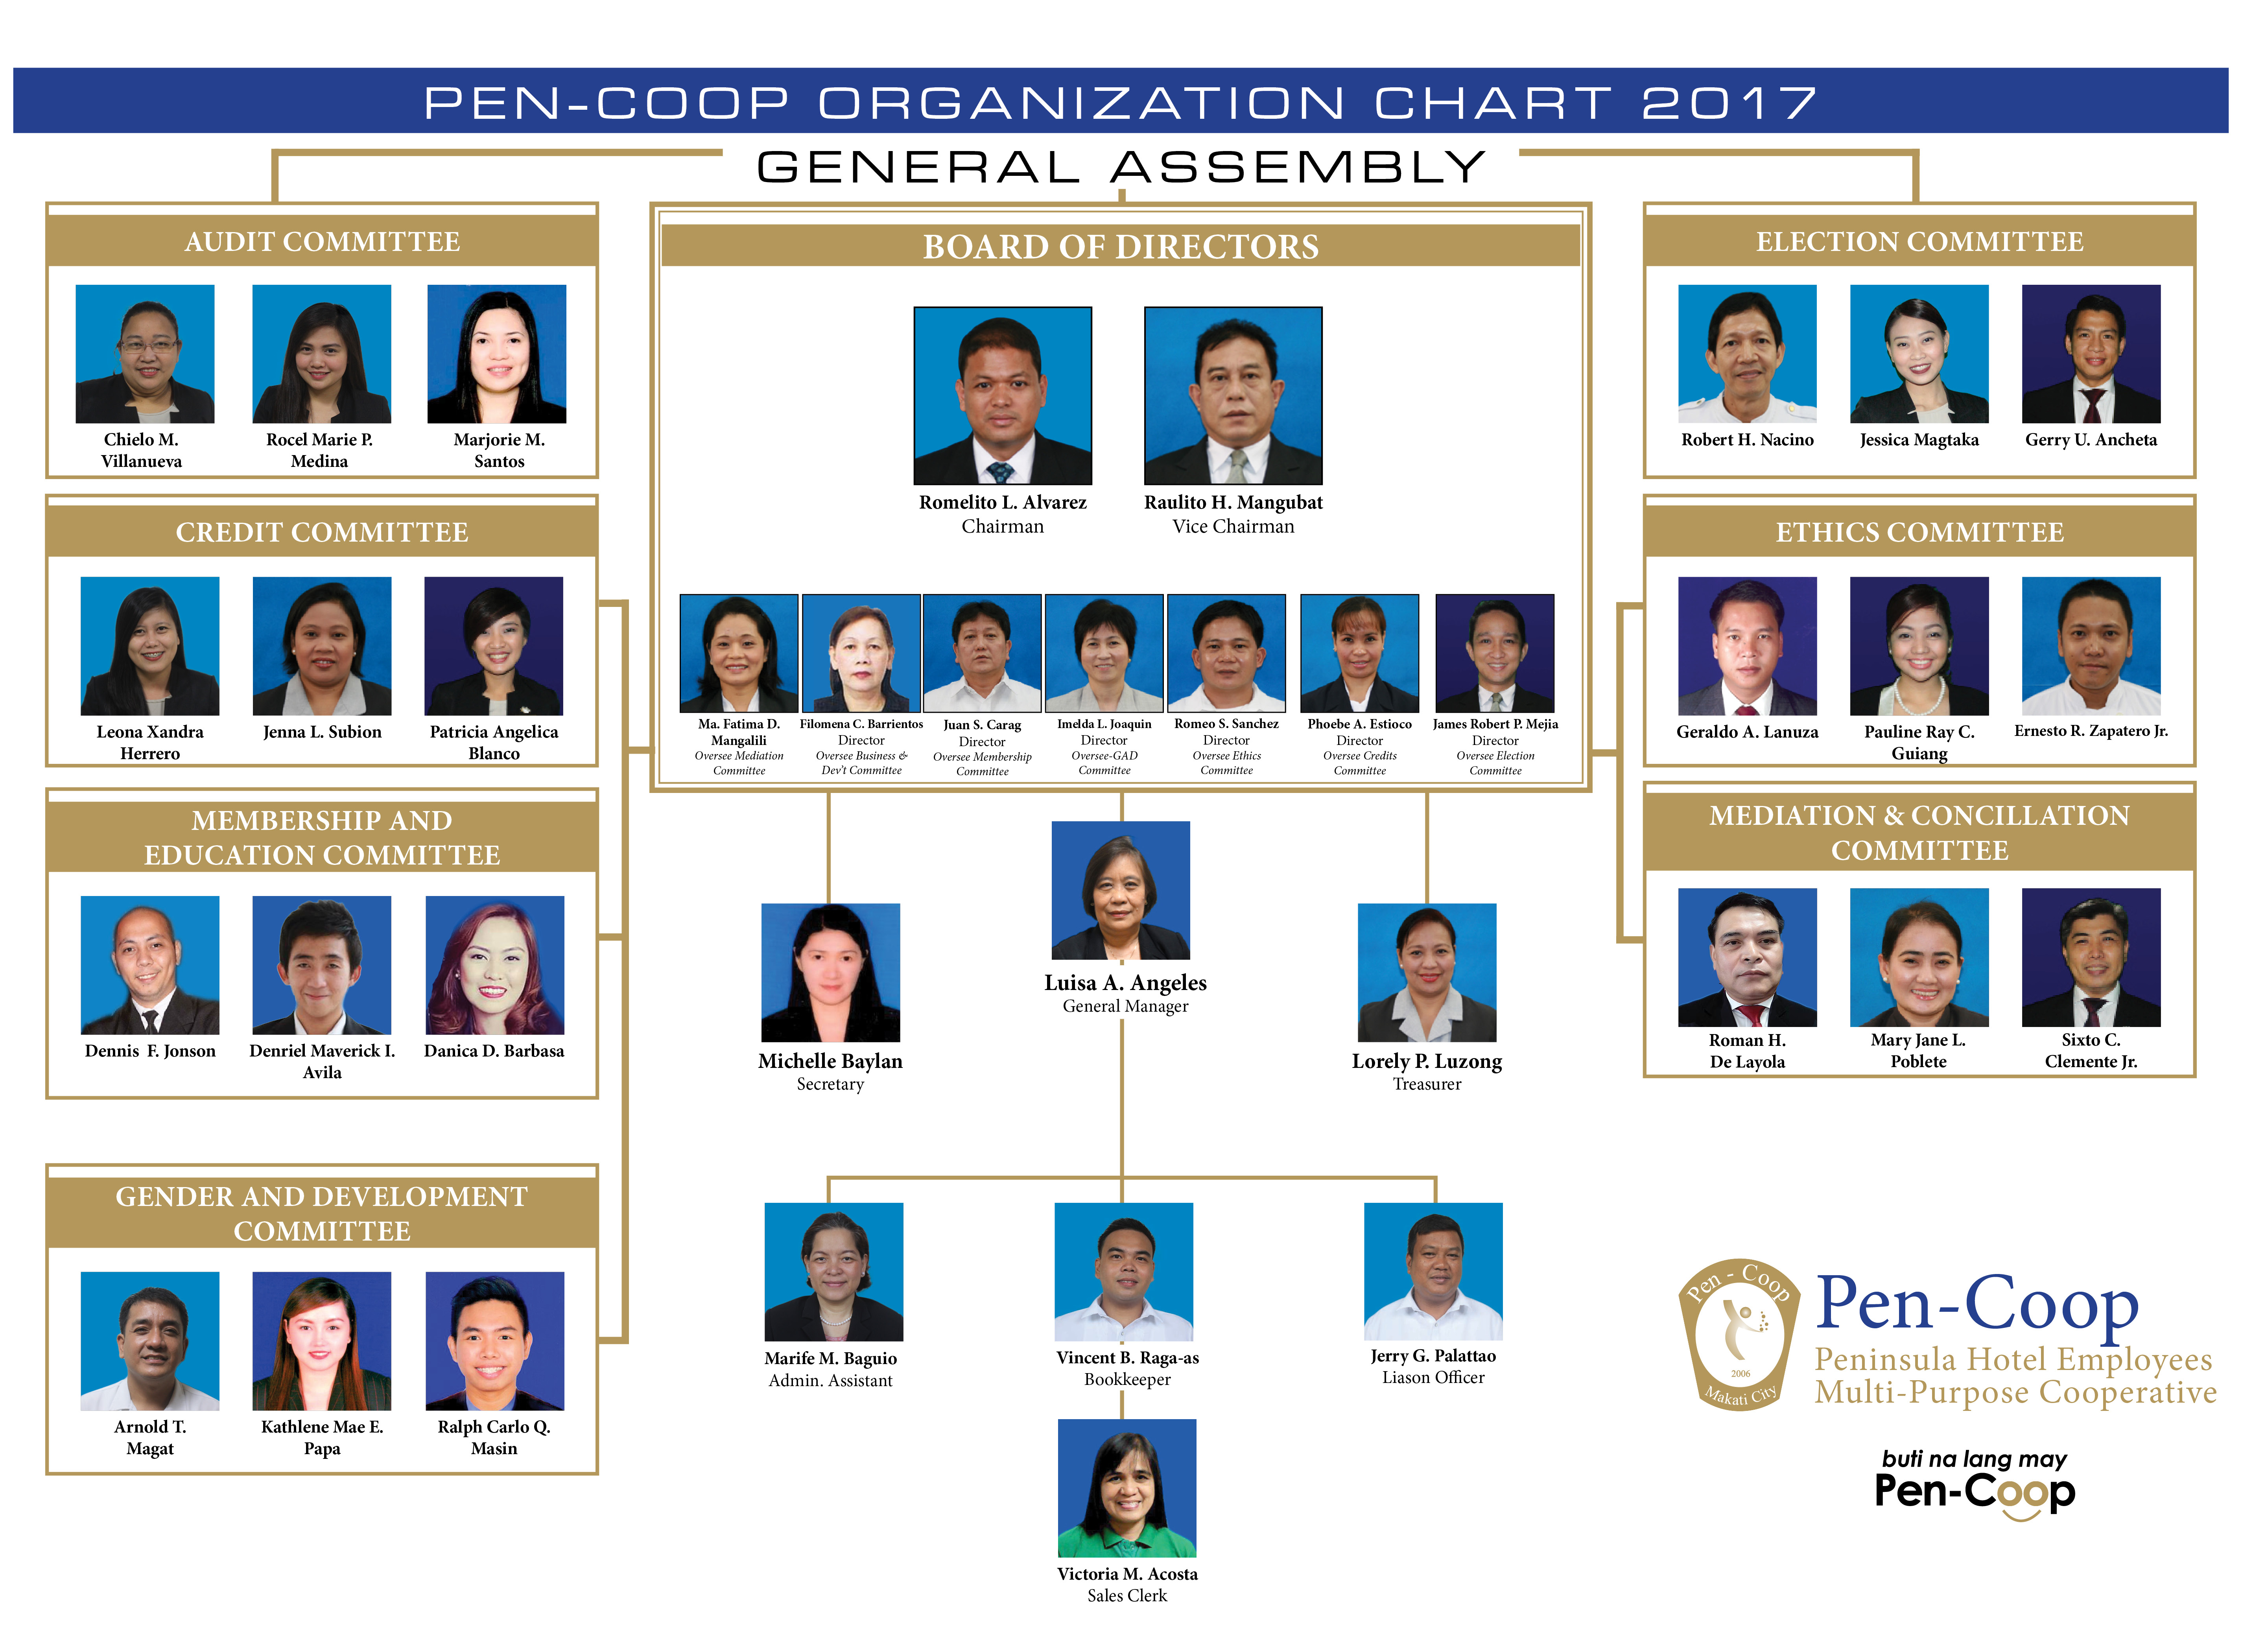 PEN-COOP ORGANIZATION CHART 2017
GENERAL ASSEMBLY
AUDIT COMMITTEE
Chielo M.
Villanueva
Rocel Marie P.
Medina
Marjorie M.
Santos
CREDIT COMMITTEE
Leona Xandra
Herrero
Jenna L. Subion
Patricia Angelica
Blanco
MEMBERSHIP AND
EDUCATION COMMITTEE
Dennis F. Jonson
Denriel Maverick I.
Avila
Danica D. Barbasa
GENDER AND DEVELOPMENT
COMMITTEE
Arnold T.
Magat
Kathlene Mae E.
Papa
Ralph Carlo Q.
Masin
BOARD OF DIRECTORS
Romelito L. Alvarez
Chairman
Raulito H. Mangubat
Vice Chairman
Ma. Fatima D.
Mangalili
Oversee Mediation
Committee
Filomena C. Barrientos
Director
Oversee Business &
Dev't Committee
Juan S. Carag
Director
Oversee Membership
Committee
Imelda L. Joaquin
Director
Oversee-GAD
Committee
Romeo S. Sanchez
Director
Oversee Ethics
Committee
Phoebe A. Estioco
Director
Oversee Credits
Committee
James Robert P. Mejia
Director
Oversee Election
Committee
Michelle Baylan
Secretary
Luisa A. Angeles
General Manager
Lorely P. Luzong
Treasurer
Marife M. Baguio
Admin. Assistant
Vincent B. Raga-as
Bookkeeper
Jerry G. Palattao
Liason Officer
Victoria M. Acosta
Sales Clerk
ELECTION COMMITTEE
Robert H. Nacino
Jessica Magtaka
Gerry U. Ancheta
ETHICS COMMITTEE
Geraldo A. Lanuza
Pauline Ray C.
Guiang
Ernesto R. Zapatero Jr.
MEDIATION & CONCILLATION
COMMITTEE
Roman H.
De Layola
Mary Jane L.
Poblete
Sixto C.
Clemente Jr.
Pen - Coop
2006
Makati City
Pen-Coop
Peninsula Hotel Employees
Multi-Purpose Cooperative
buti na lang may
Pen-Coop